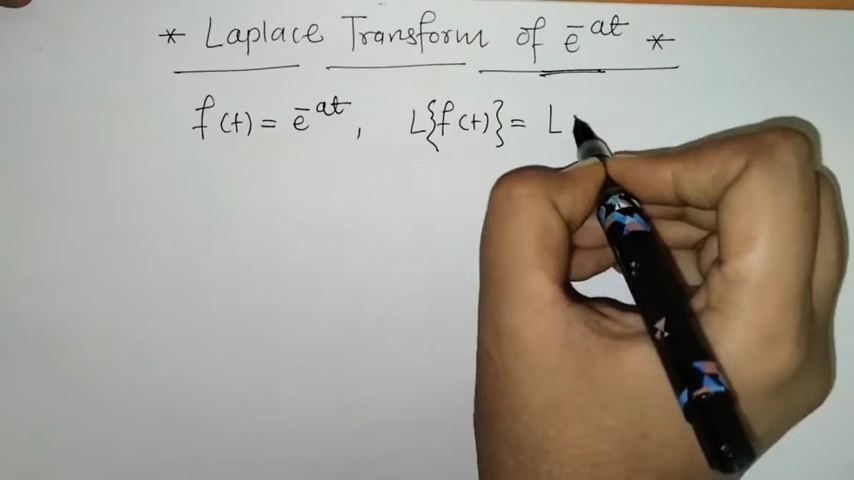 * Laplace Transform of e^-at *
f(t) = e^-at, L{f(t)} = L